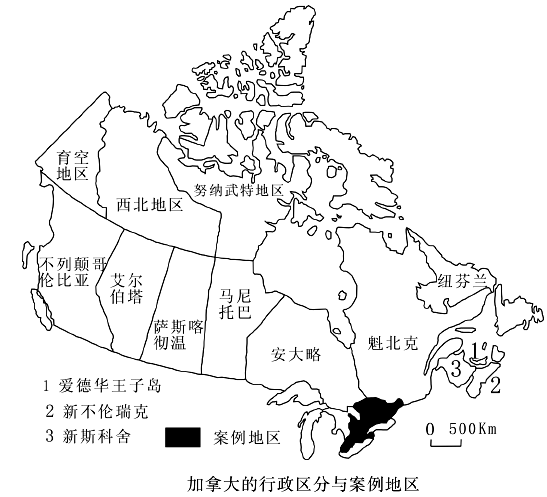 育空
地区
西北地区
努纳武特地区
不列颠哥
伦比亚
艾尔
伯塔
萨斯喀
彻温
马尼
托巴
安大略
魁北克
纽芬兰
1
3
2
1 爱德华王子岛
2 新不伦瑞克
3 新斯科舍
案例地区
0 500Km
加拿大的行政区分与案例地区